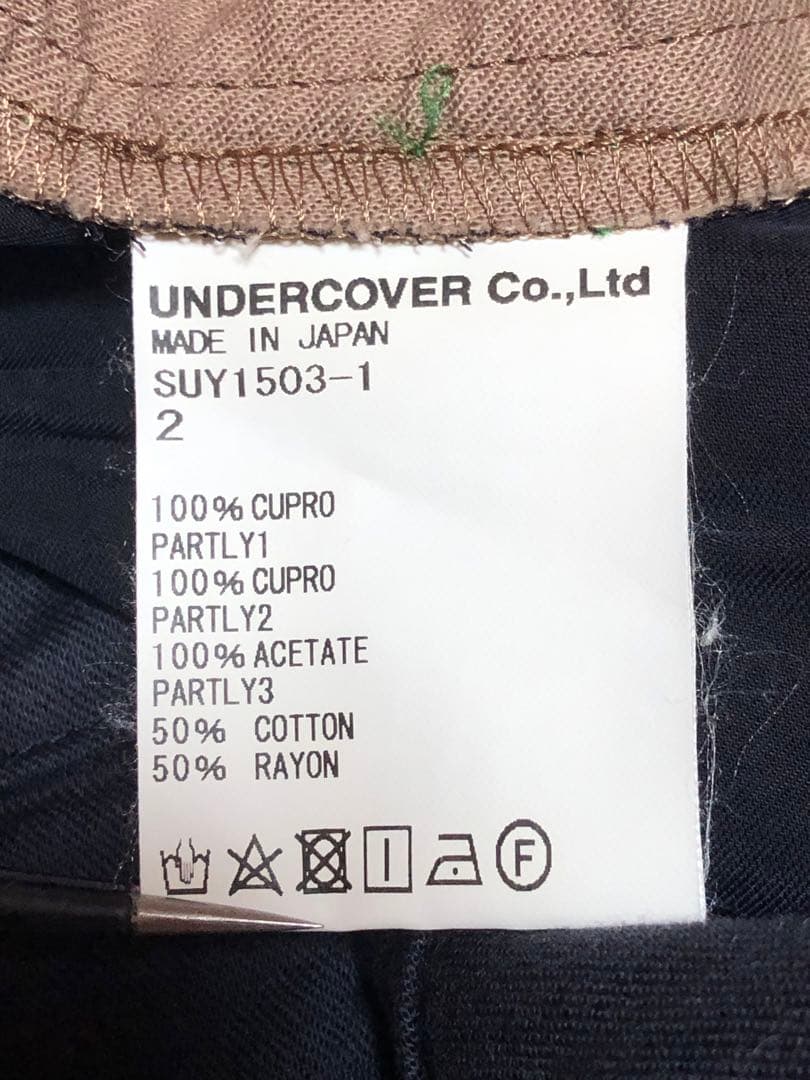 UNDERCOVER Co.,Ltd
MADE IN JAPAN
SUY1503-1
2
100% CUPRO
PARTLY1
100% CUPRO
PARTLY2
100% ACETATE
PARTLY3
50% COTTON
50% RAYON
F